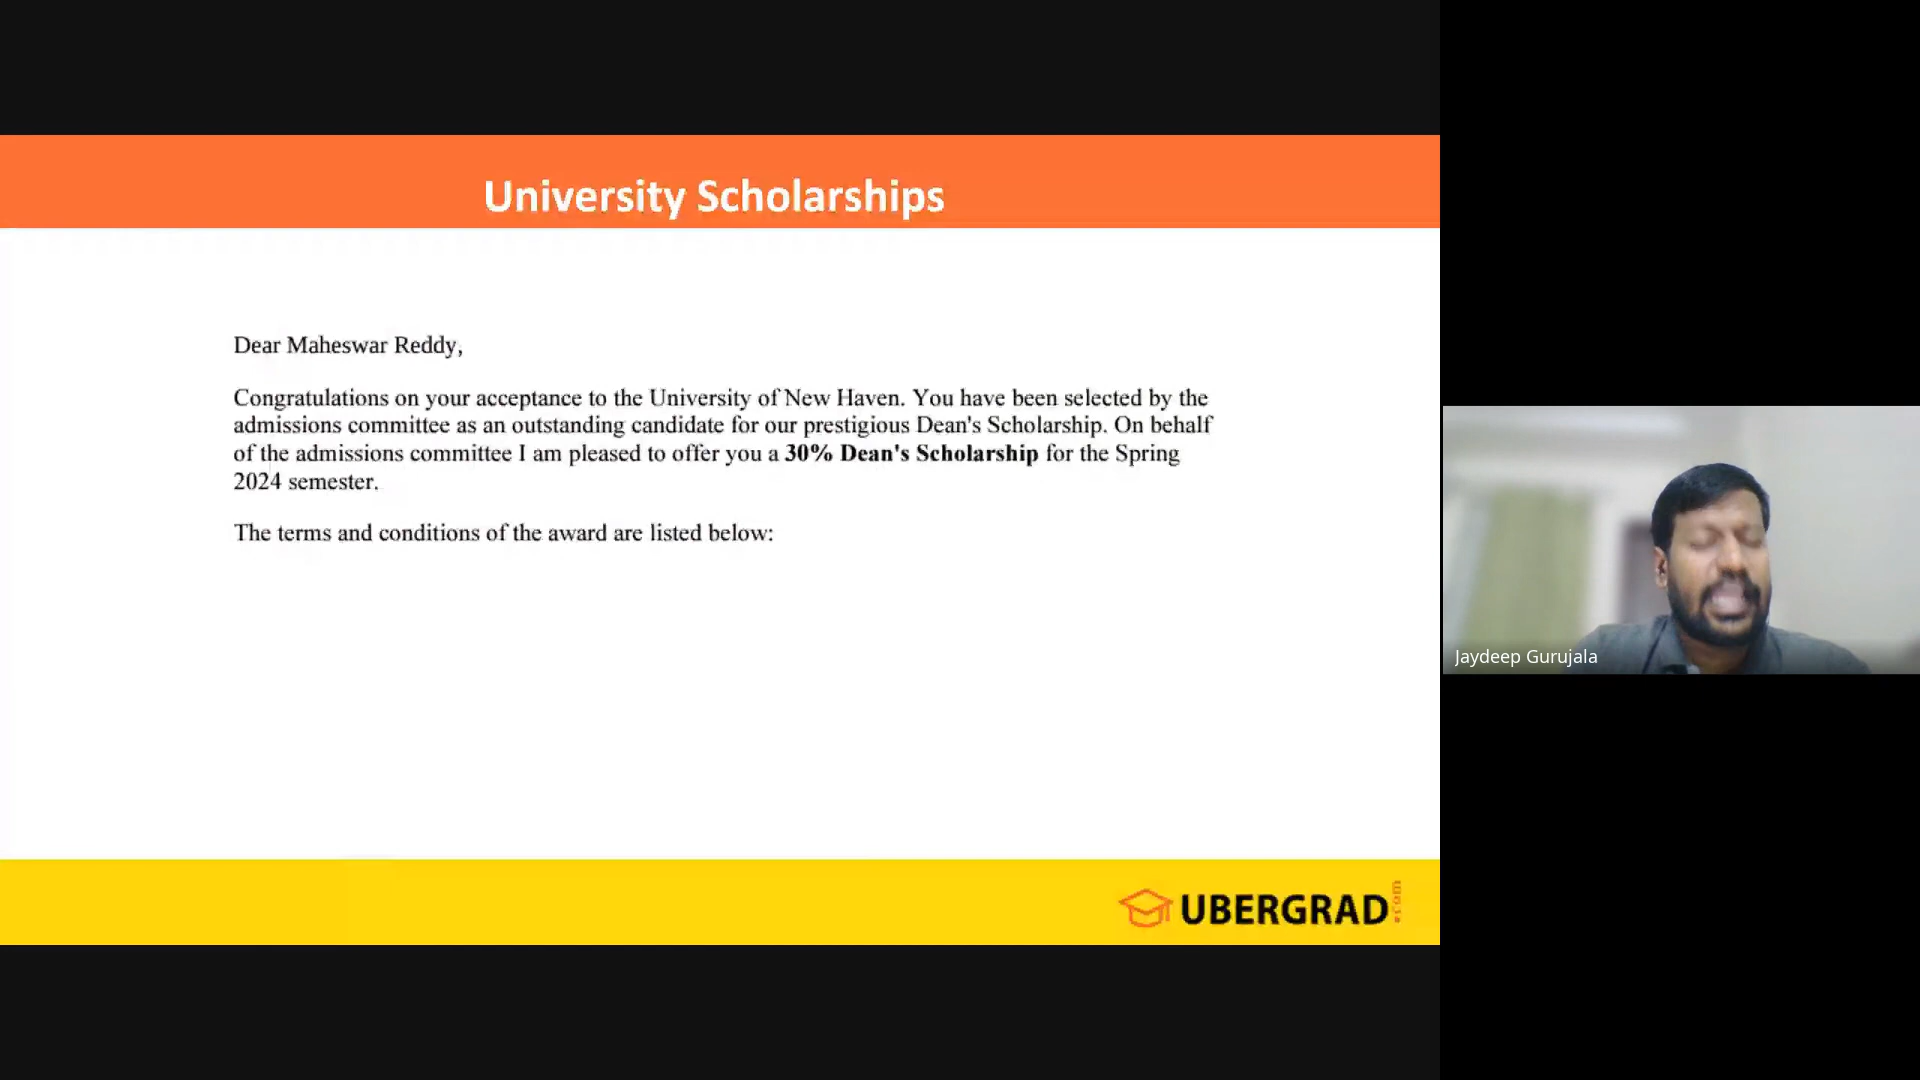 University Scholarships
Dear Maheswar Reddy,
Congratulations on your acceptance to the University of New Haven. You have been selected by the
admissions committee as an outstanding candidate for our prestigious Dean's Scholarship. On behalf
of the admissions committee I am pleased to offer you a 30% Dean's Scholarship for the Spring
2024 semester.
The terms and conditions of the award are listed below:
Jaydeep Gurujala
UBERGRAD
.com